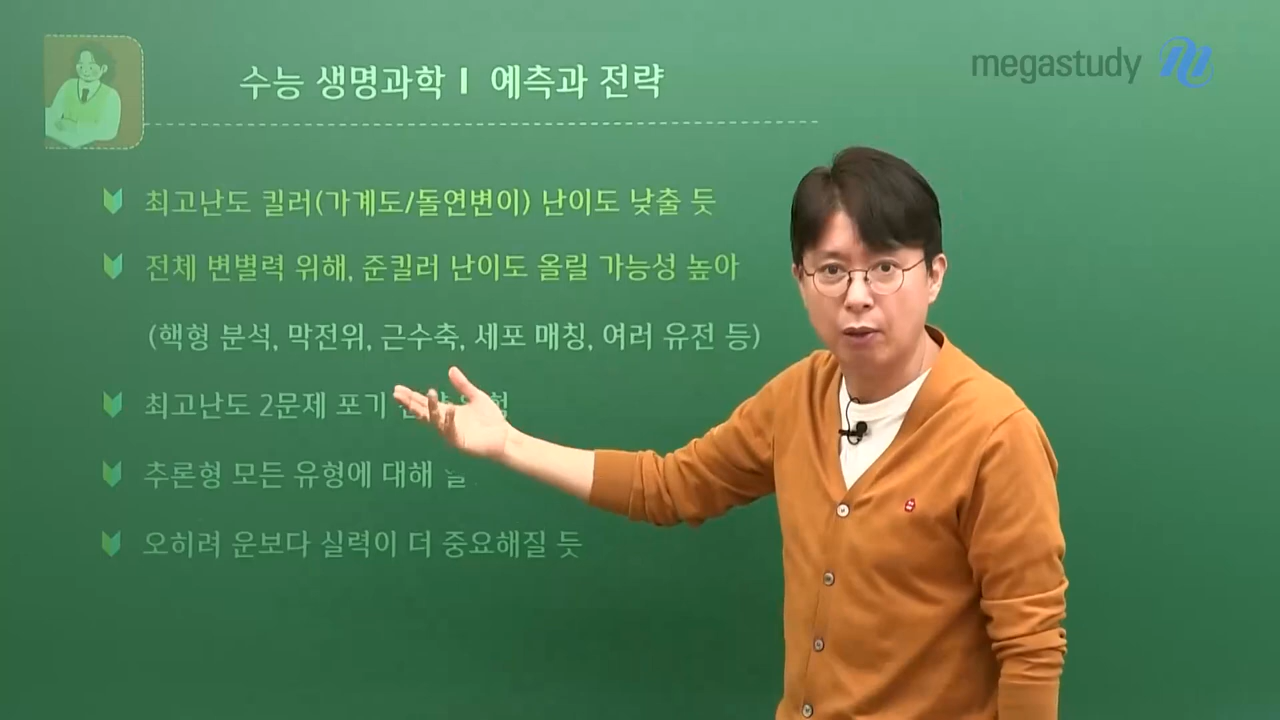 megastudy
수능 생명과학 I 예측과 전략
최고난도 킬러(가계도/돌연변이) 난이도 낮출 듯
전체 변별력 위해, 준킬러 난이도 올릴 가능성 높아
(핵형 분석, 막전위, 근수축, 세포 매칭, 여러 유전 등)
최고난도 2문제 포기
추론형 모든 유형에 대해
오히려 운보다 실력이 더 중요해질 듯